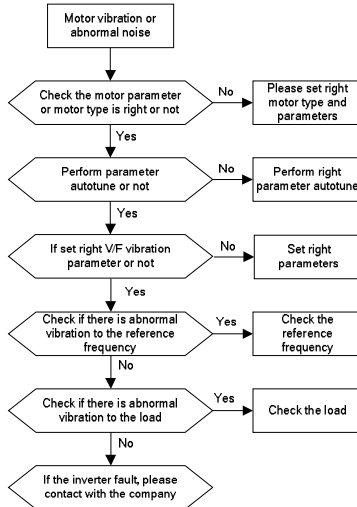 Motor vibration or
abnormal noise
Check the motor parameter
or motor type is right or not
No
Please set right
motor type and
parameters
Yes
Perform parameter
autotune or not
No
Perform right
parameter autotune
Yes
If set right V/F vibration
parameter or not
No
Set right
parameters
Yes
Check if there is abnormal
vibration to the reference
frequency
Yes
Check the
reference
frequency
No
Check if there is abnormal
vibration to the load
Yes
Check the load
No
If the inverter fault, please
contact with the company